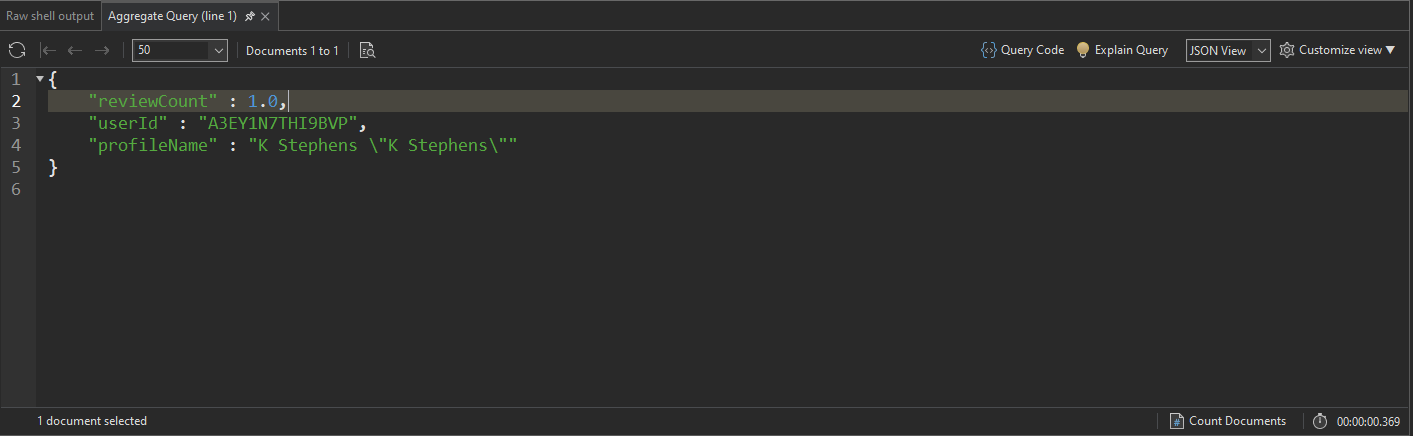 Raw shell output Aggregate Query (line 1)
50 Documents 1 to 1 Query Code Explain Query JSON View Customize view
1 {
2 "reviewCount" : 1.0,
3 "userId" : "A3EY1N7THI9BVP",
4 "profileName" : "K Stephens \"K Stephens\""
5 }
6
1 document selected Count Documents 00:00:00.369